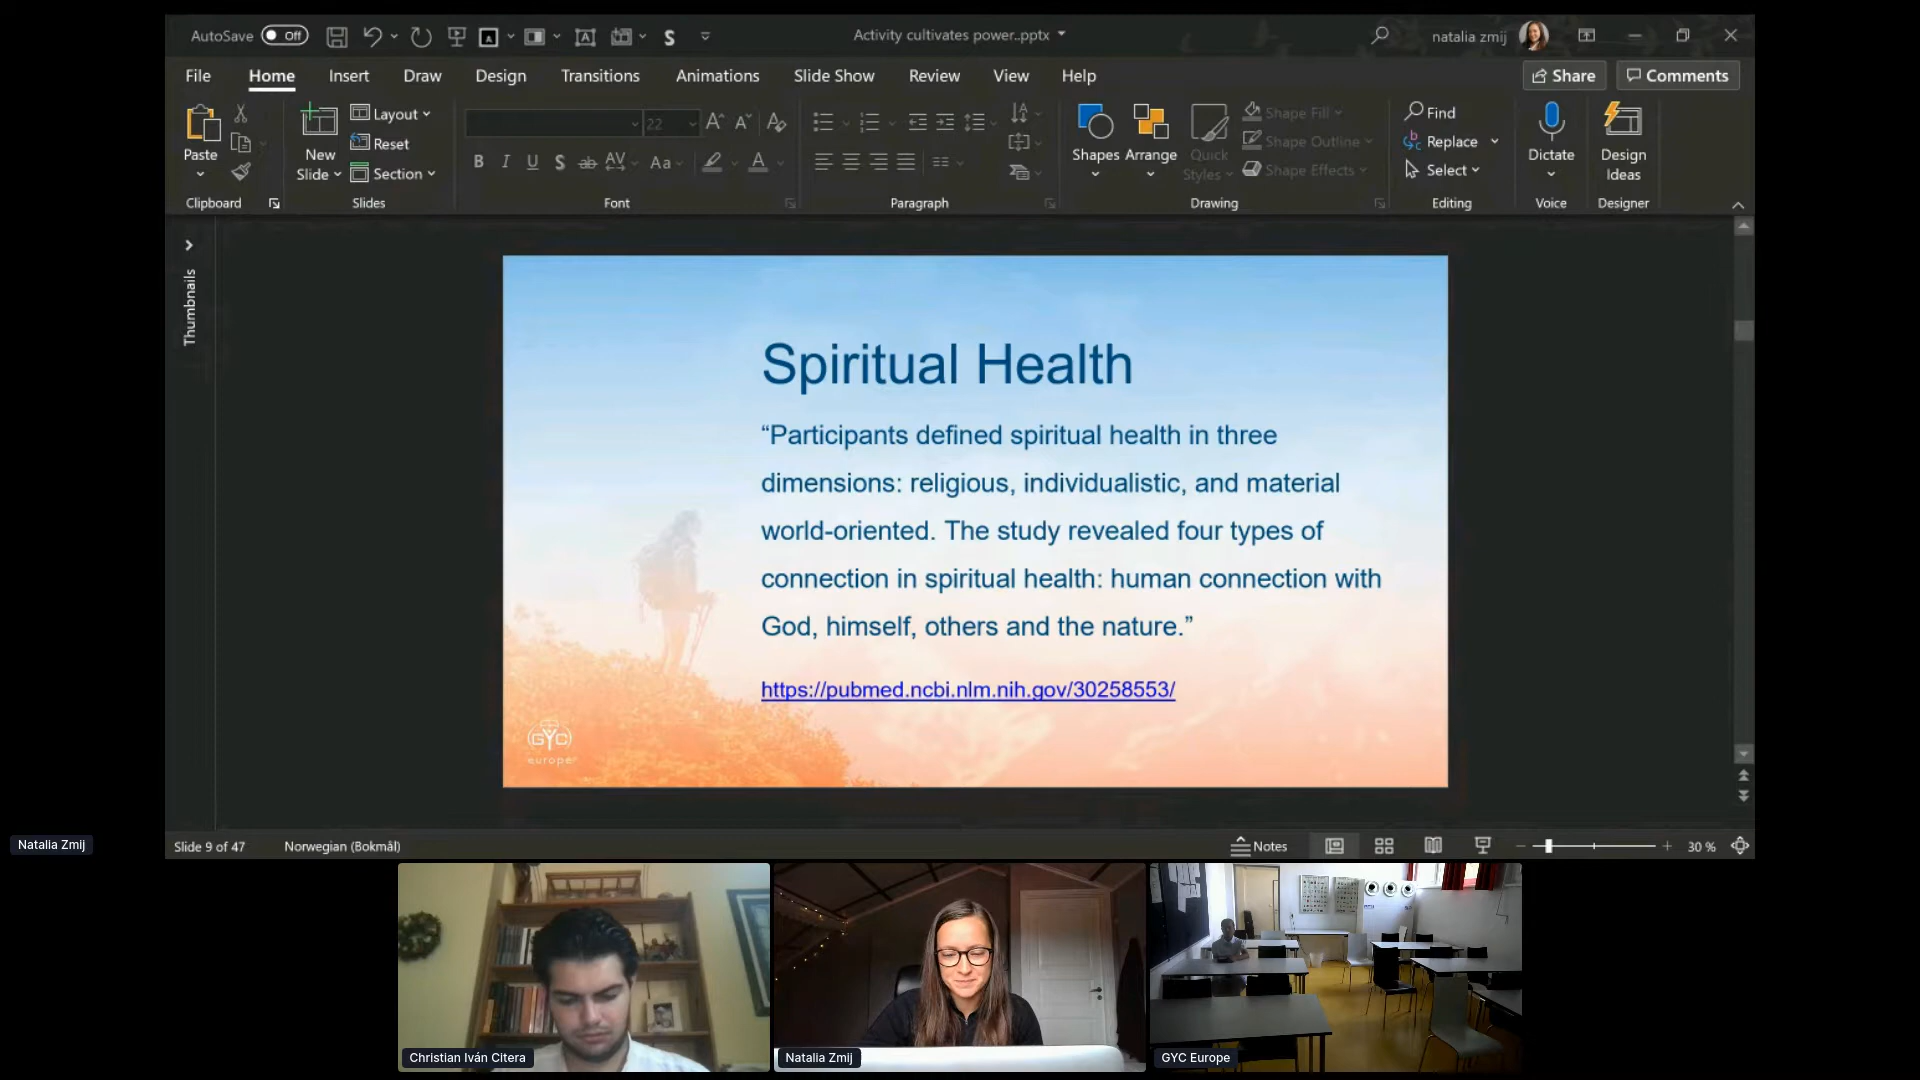 AutoSave Off
Activity cultivates power..pptx
natalia zmij
File Home Insert Draw Design Transitions Animations Slide Show Review View Help
Share Comments
Paste
New Slide
Layout
Reset
Section
22
B I U S ab AV Aa A
Shapes
Arrange
Quick Styles
Shape Fill
Shape Outline
Shape Effects
Find
Replace
Select
Dictate
Design Ideas
Clipboard Slides Font Paragraph Drawing Editing Voice Designer
Thumbnails
Spiritual Health
“Participants defined spiritual health in three
dimensions: religious, individualistic, and material
world-oriented. The study revealed four types of
connection in spiritual health: human connection with
God, himself, others and the nature.”
https://pubmed.ncbi.nlm.nih.gov/30258553/
GYC
europe
Natalia Zmij
Slide 9 of 47 Norwegian (Bokmål)
Notes
30 %
Christian Iván Citera
Natalia Zmij
GYC Europe